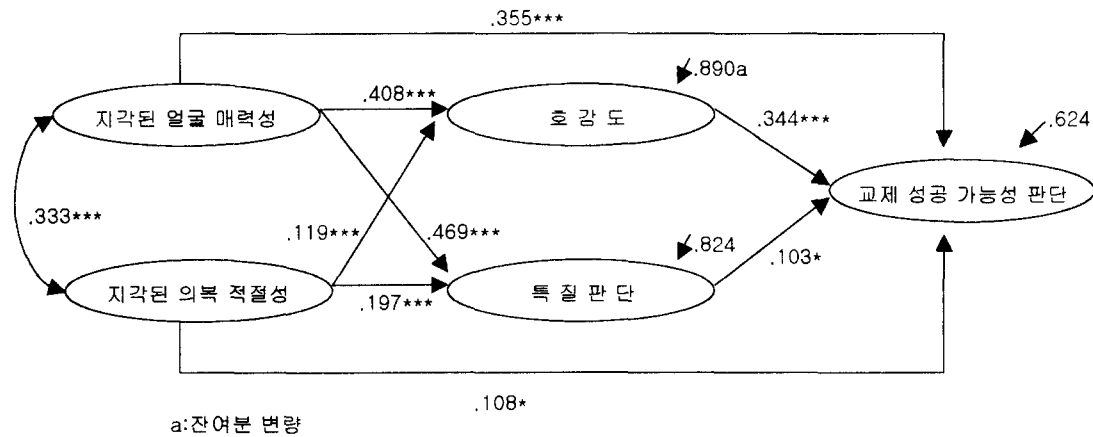 .355***
.890a
지각된 얼굴 매력성
.408***
호 감 도
.344***
.624
교제 성공 가능성 판단
.333***
.119***
.469***
.824
.103*
지각된 의복 적절성
.197***
특 질 판 단
.108*
a:잔여분 변량